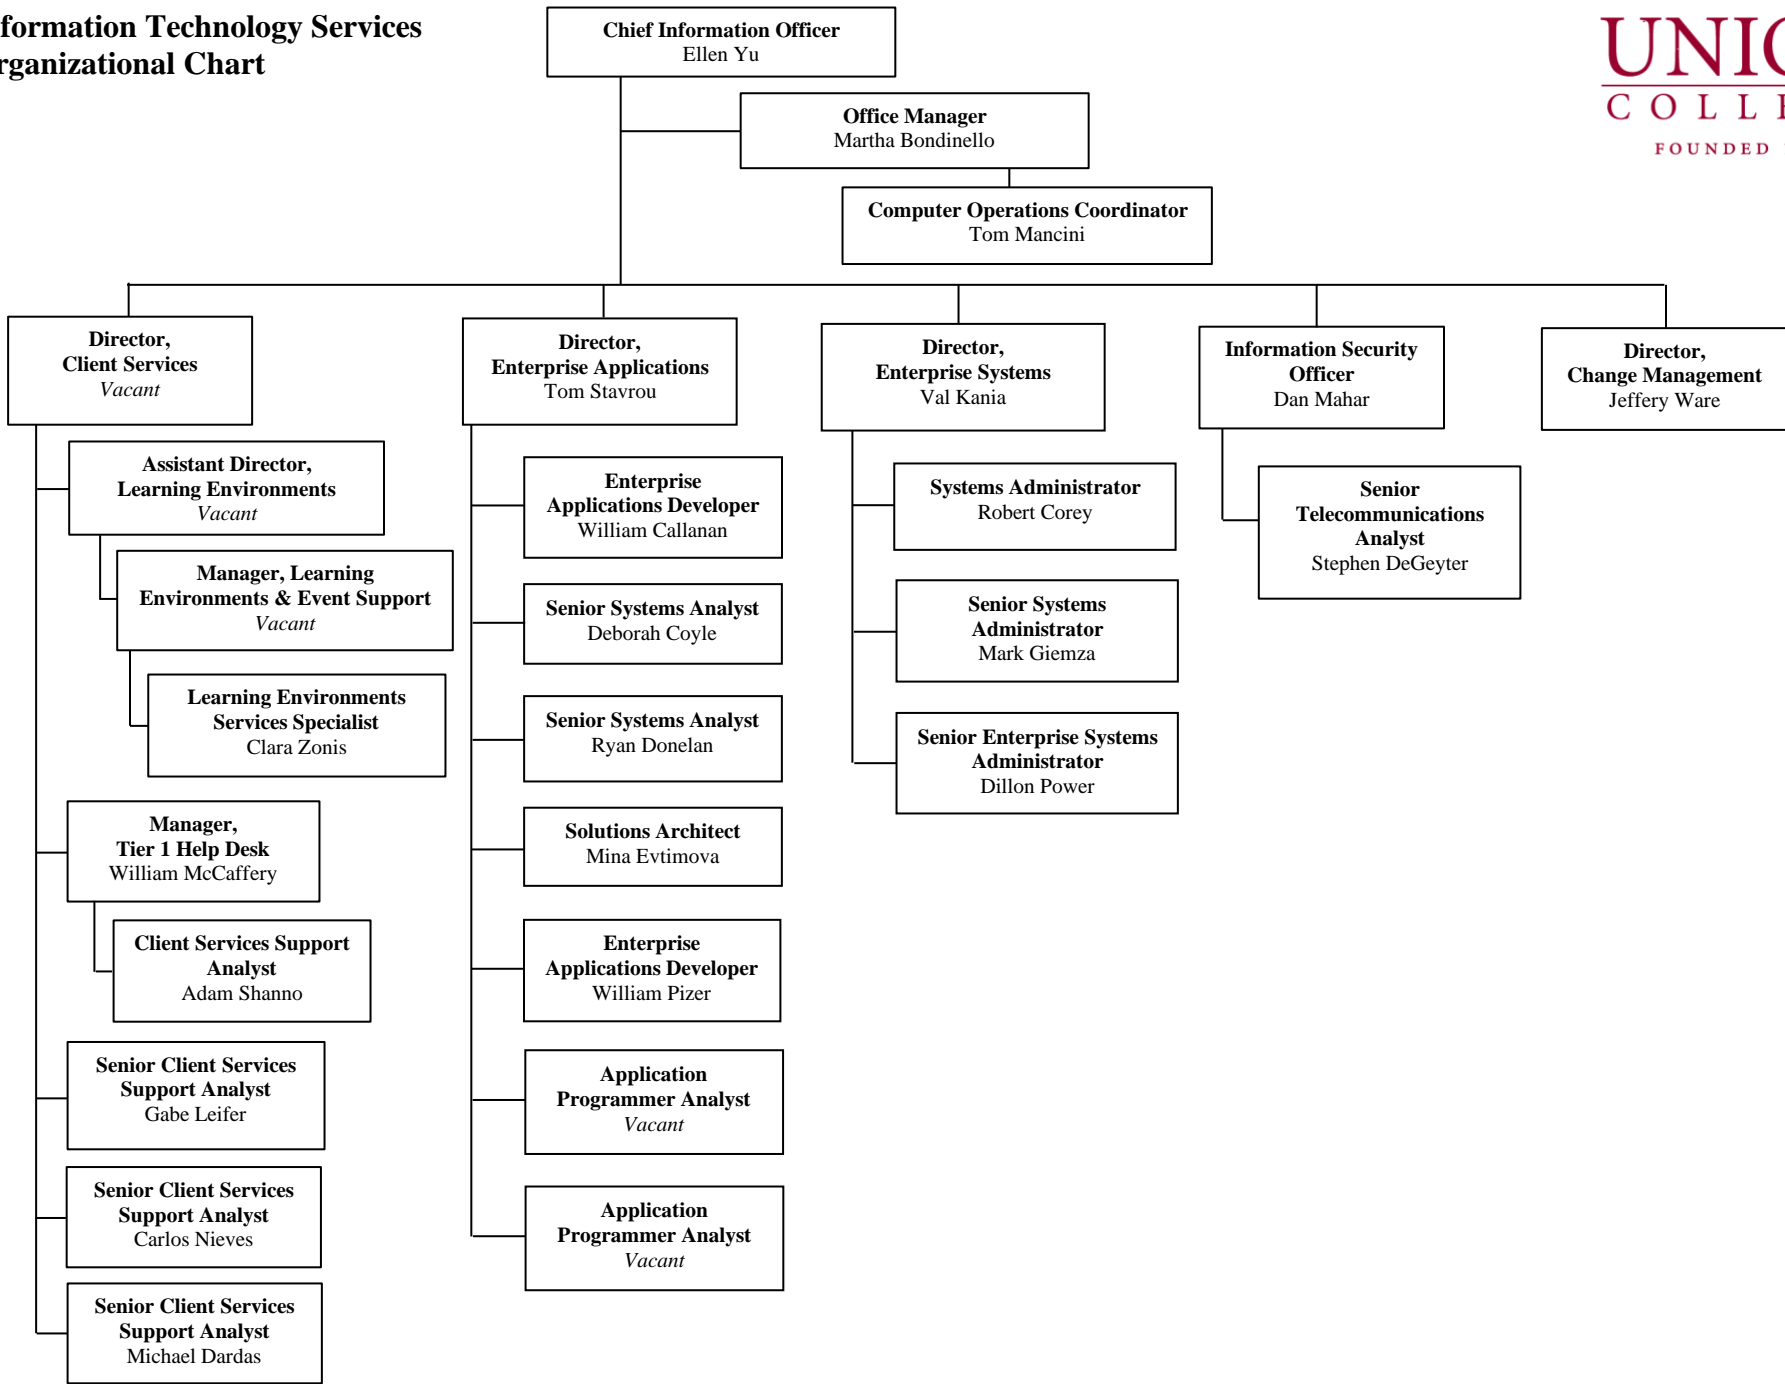 formation Technology Services
rganizational Chart
UNIO
COLLE
FOUNDED
Chief Information Officer
Ellen Yu
Office Manager
Martha Bondinello
Computer Operations Coordinator
Tom Mancini
Director,
Client Services
Vacant
Assistant Director,
Learning Environments
Vacant
Manager, Learning
Environments & Event Support
Vacant
Learning Environments
Services Specialist
Clara Zonis
Manager,
Tier 1 Help Desk
William McCaffery
Client Services Support
Analyst
Adam Shanno
Senior Client Services
Support Analyst
Gabe Leifer
Senior Client Services
Support Analyst
Carlos Nieves
Senior Client Services
Support Analyst
Michael Dardas
Director,
Enterprise Applications
Tom Stavrou
Enterprise
Applications Developer
William Callanan
Senior Systems Analyst
Deborah Coyle
Senior Systems Analyst
Ryan Donelan
Solutions Architect
Mina Evtimova
Enterprise
Applications Developer
William Pizer
Application
Programmer Analyst
Vacant
Application
Programmer Analyst
Vacant
Director,
Enterprise Systems
Val Kania
Systems Administrator
Robert Corey
Senior Systems
Administrator
Mark Giemza
Senior Enterprise Systems
Administrator
Dillon Power
Information Security
Officer
Dan Mahar
Senior
Telecommunications
Analyst
Stephen DeGeyter
Director,
Change Management
Jeffery Ware